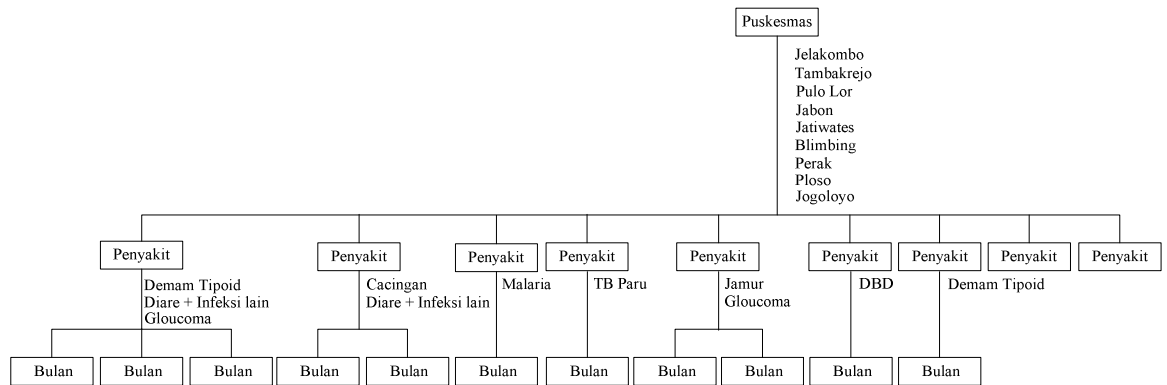 Puskesmas
Jelakombo
Tambakrejo
Pulo Lor
Jabon
Jatiwates
Blimbing
Perak
Ploso
Jogoloyo
Penyakit Penyakit Penyakit Penyakit Penyakit Penyakit Penyakit Penyakit Penyakit
Demam Tipoid Cacingan Malaria TB Paru Jamur DBD Demam Tipoid
Diare + Infeksi lain Diare + Infeksi lain Gloucoma
Gloucoma
Bulan Bulan Bulan Bulan Bulan Bulan Bulan Bulan Bulan Bulan Bulan